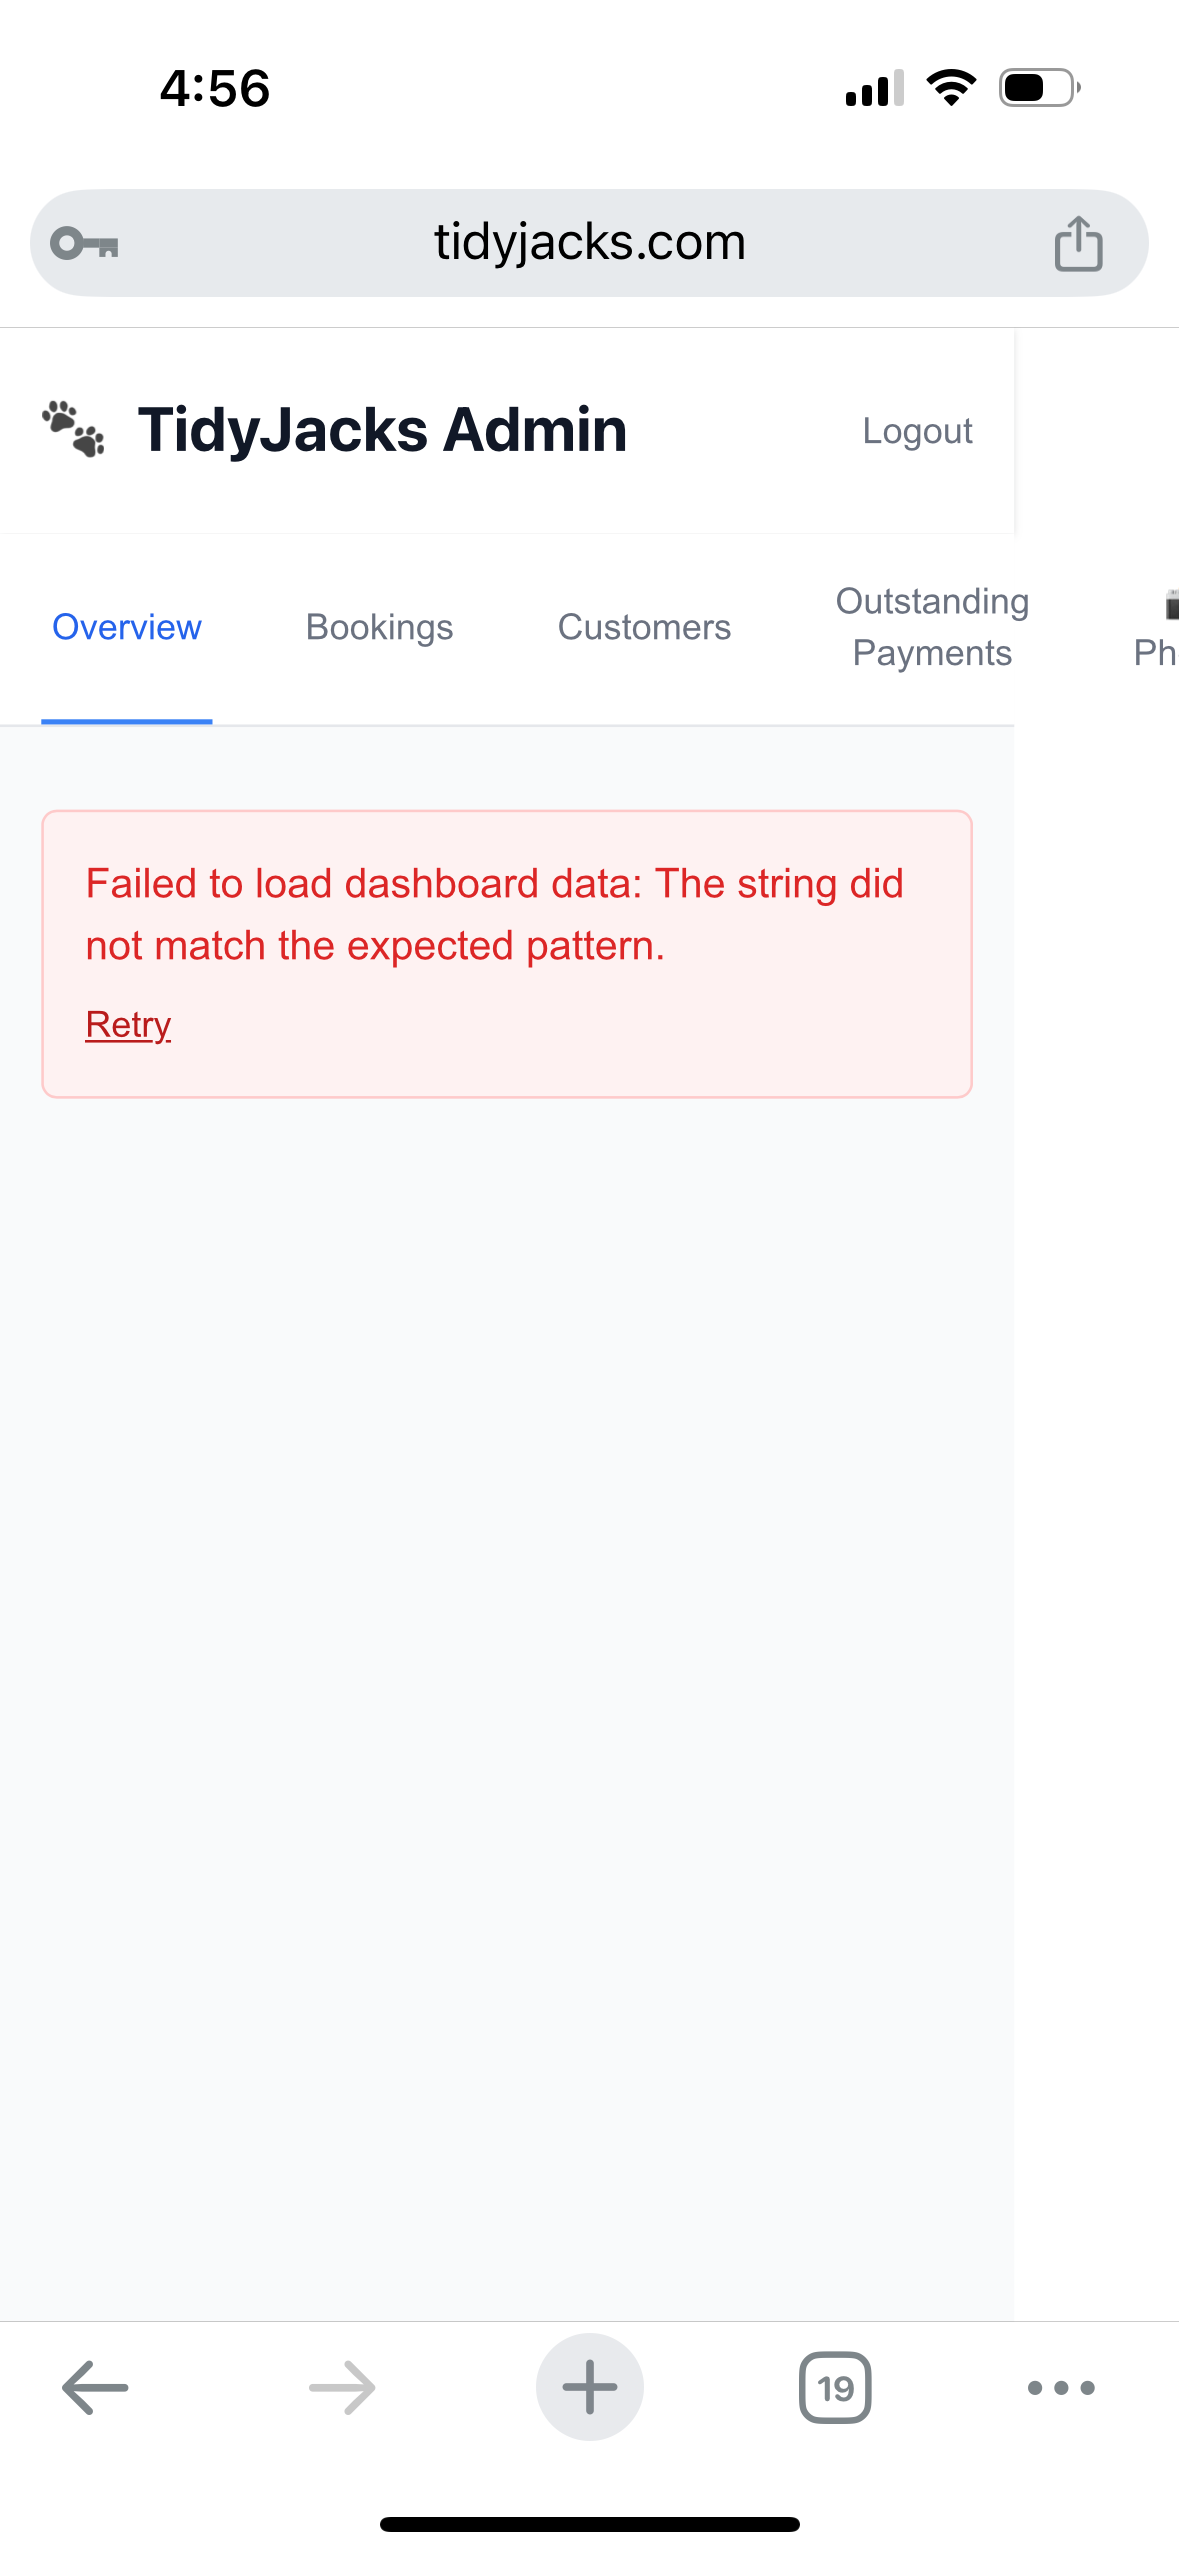 4:56
tidyjacks.com
TidyJacks Admin
Logout
Overview
Bookings
Customers
Outstanding
Payments
Failed to load dashboard data: The string did
not match the expected pattern.
Retry
19